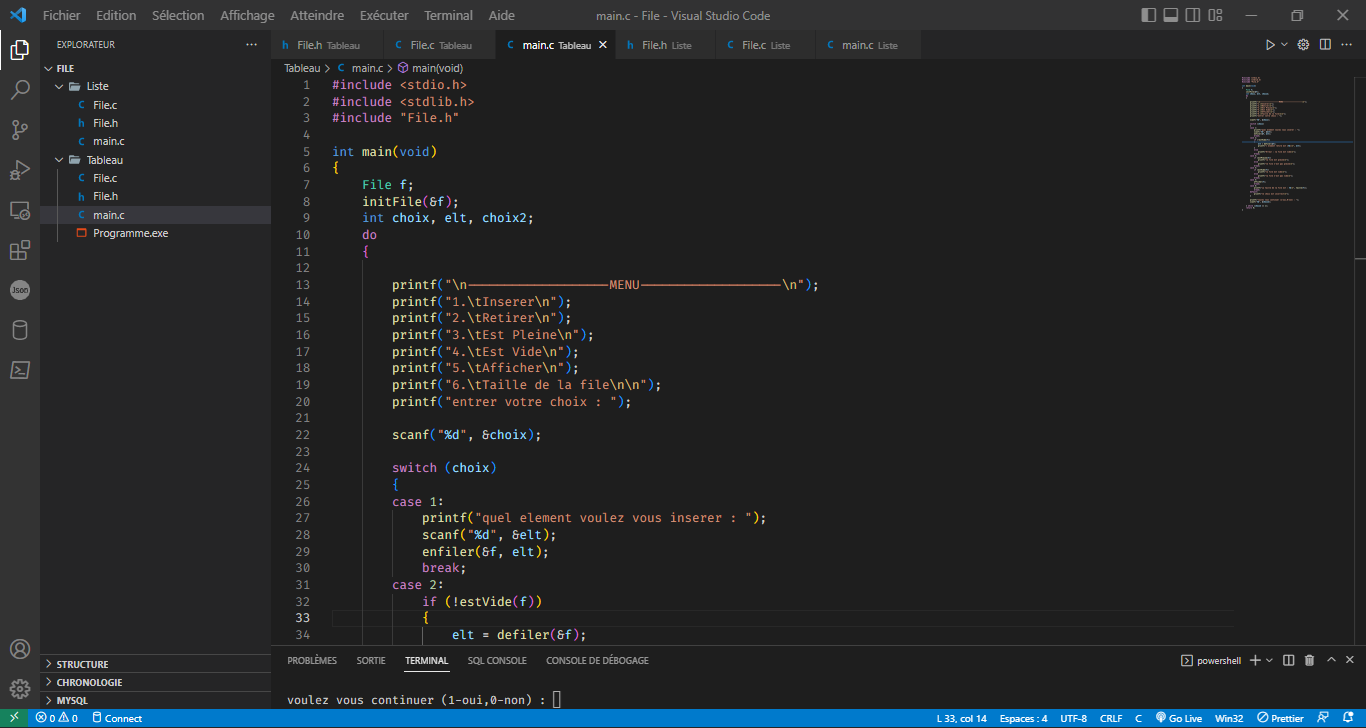 Fichier Edition Sélection Affichage Atteindre Exécuter Terminal Aide main.c - File - Visual Studio Code
EXPLORATEUR
FILE
Liste
File.c
File.h
main.c
Tableau
File.c
File.h
main.c
Programme.exe
STRUCTURE
CHRONOLOGIE
MYSQL
h File.h Tableau C File.c Tableau C main.c Tableau h File.h Liste C File.c Liste C main.c Liste
Tableau > C main.c > main(void)
1 #include <stdio.h>
2 #include <stdlib.h>
3 #include "File.h"
4
5 int main(void)
6 {
7 File f;
8 initFile(&f);
9 int choix, elt, choix2;
10 do
11 {
12
13 printf("\n-------------------MENU-------------------\n");
14 printf("1.\tInserer\n");
15 printf("2.\tRetirer\n");
16 printf("3.\tEst Pleine\n");
17 printf("4.\tEst Vide\n");
18 printf("5.\tAfficher\n");
19 printf("6.\tTaille de la file\n\n");
20 printf("entrer votre choix : ");
21
22 scanf("%d", &choix);
23
24 switch (choix)
25 {
26 case 1:
27 printf("quel element voulez vous inserer : ");
28 scanf("%d", &elt);
29 enfiler(&f, elt);
30 break;
31 case 2:
32 if (!estVide(f))
33 {
34 elt = defiler(&f);
PROBLÈMES SORTIE TERMINAL SQL CONSOLE CONSOLE DE DÉBOGAGE powershell
voulez vous continuer (1-oui,0-non) :
0 0 Connect L 33, col 14 Espaces : 4 UTF-8 CRLF C Go Live Win32 Prettier